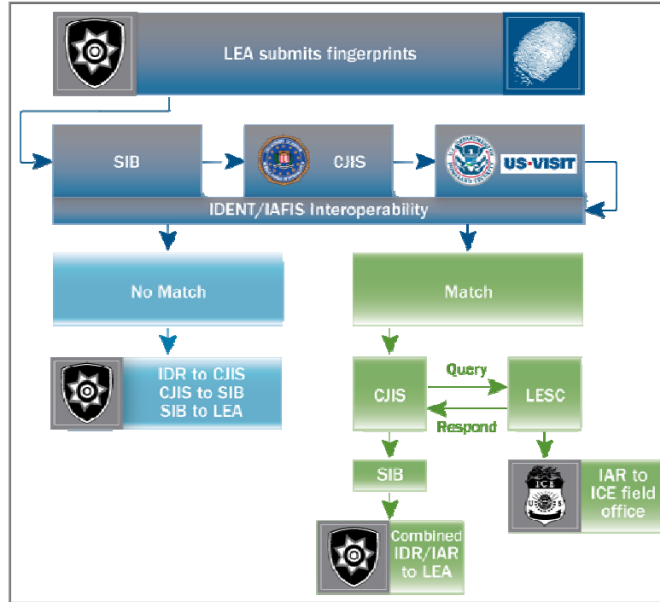 LEA submits fingerprints
SIB
CJIS
US-VISIT
IDENT/IAFIS Interoperability
No Match
Match
IDR to CJIS
CJIS to SIB
SIB to LEA
CJIS
Query
Respond
LESC
SIB
ICE
U S
IAR to
ICE field
office
Combined
IDR/IAR
to LEA